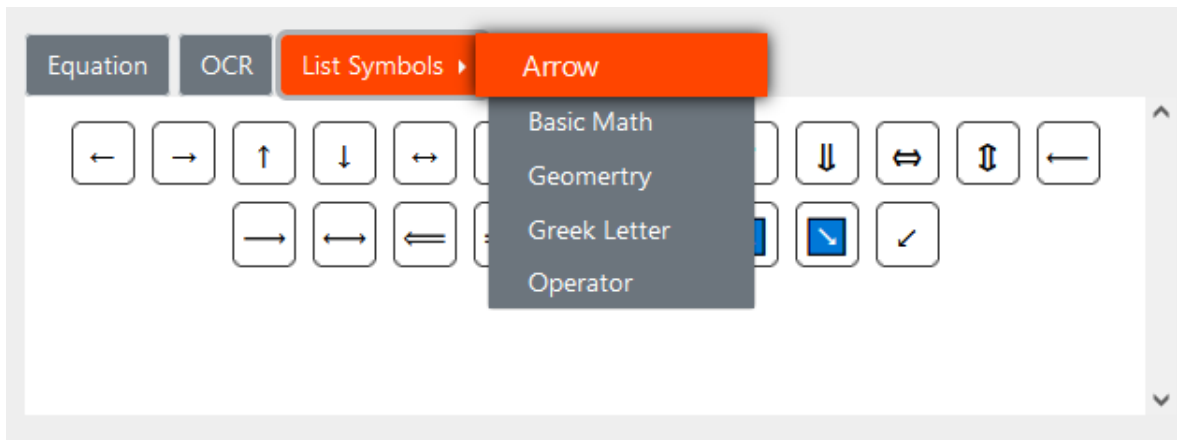 Equation OCR List Symbols Arrow
Basic Math
← → ↑ ↓ ↔ ⇓ ⇔ ⇕ ⟵
Geomertry
Greek Letter
⟶ ⟷ ⟸ ↘ ↙
Operator